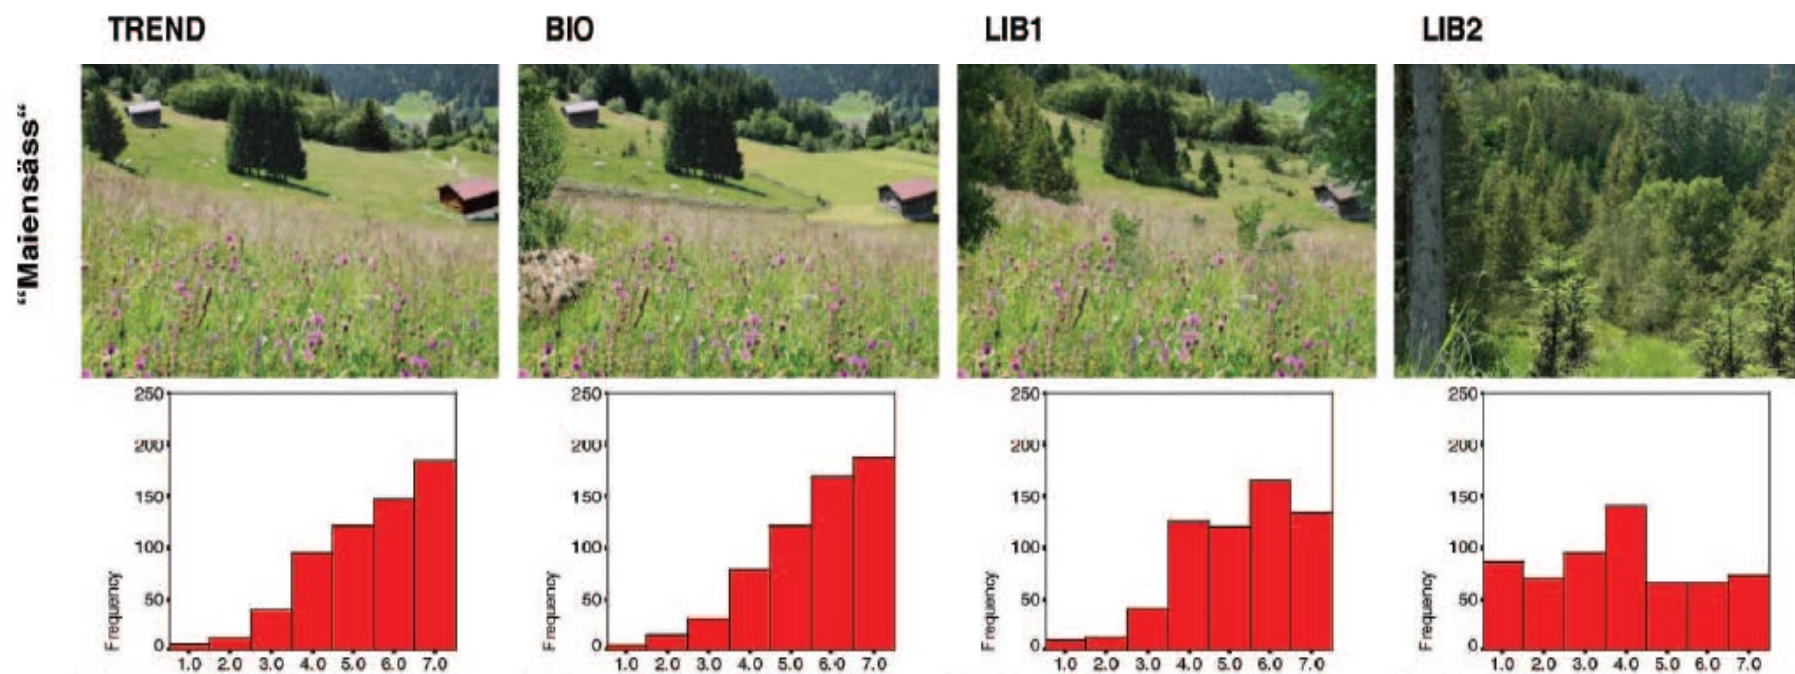 TREND BIO LIB1 LIB2
“Maiensäss“
250 250 250 250
200 200 200 200
150 150 150 150
100 100 100 100
50 50 50 50
0 0 0 0
Frequency Frequency Frequency Frequency
1.0 2.0 3.0 4.0 5.0 6.0 7.0 1.0 2.0 3.0 4.0 5.0 6.0 7.0 1.0 2.0 3.0 4.0 5.0 6.0 7.0 1.0 2.0 3.0 4.0 5.0 6.0 7.0